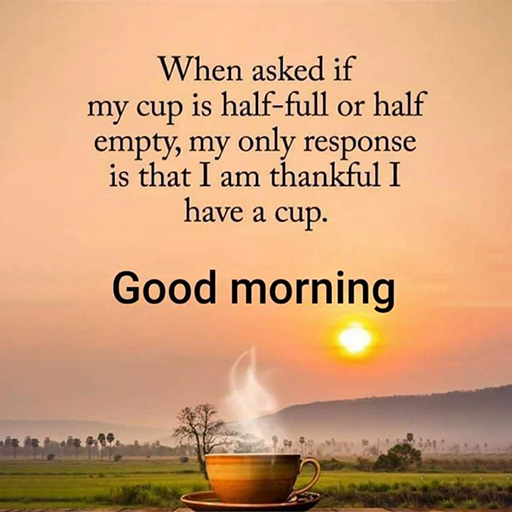 When asked if
my cup is half-full or half
empty, my only response
is that I am thankful I
have a cup.
Good morning